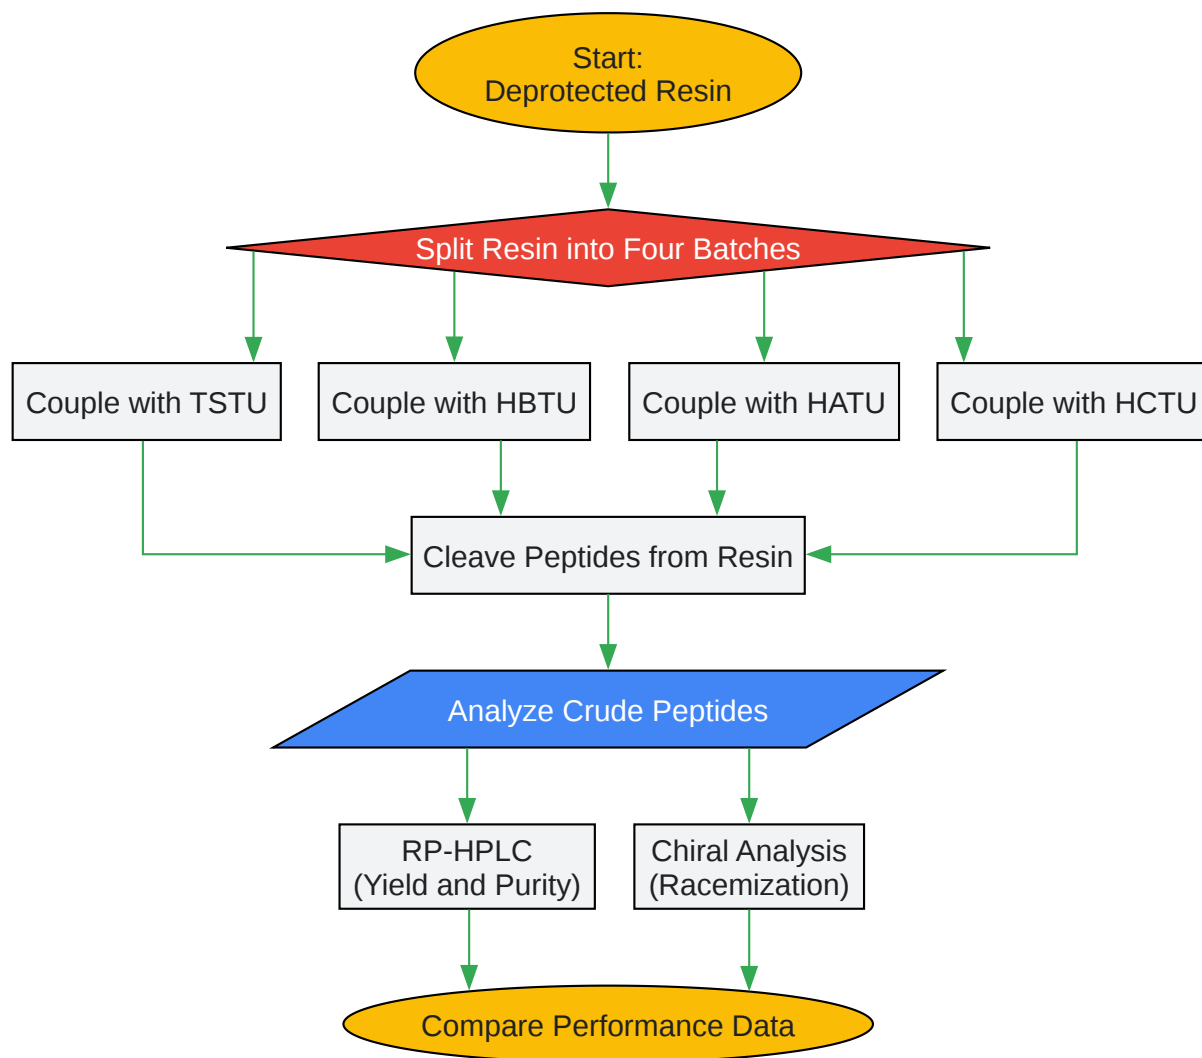 Start:
Deprotected Resin
Split Resin into Four Batches
Couple with TSTU
Couple with HBTU
Couple with HATU
Couple with HCTU
Cleave Peptides from Resin
Analyze Crude Peptides
RP-HPLC
(Yield and Purity)
Chiral Analysis
(Racemization)
Compare Performance Data